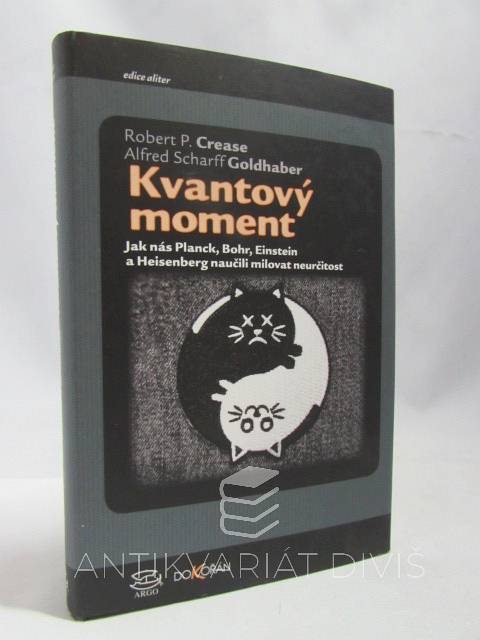 edice aliter
Robert P. Crease
Alfred Scharff Goldhaber
Kvantový
moment
Jak nás Planck, Bohr, Einstein
a Heisenberg naučili milovat neurčitost
ANTIKVARIÁT DIVIŠ
ARGO
DOKOŘÁN